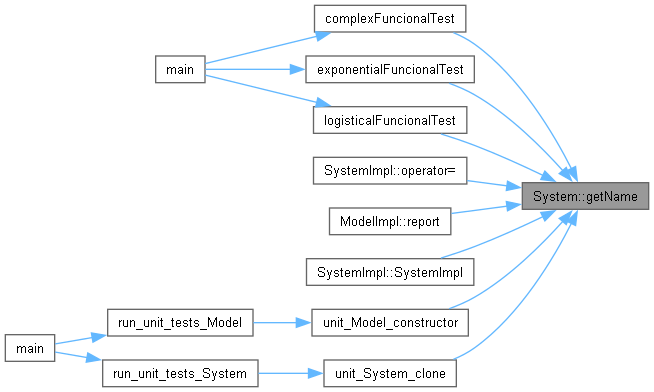 complexFuncionalTest
main
exponentialFuncionalTest
logisticalFuncionalTest
SystemImpl::operator=
System::getName
ModelImpl::report
SystemImpl::SystemImpl
run_unit_tests_Model
unit_Model_constructor
main
run_unit_tests_System
unit_System_clone